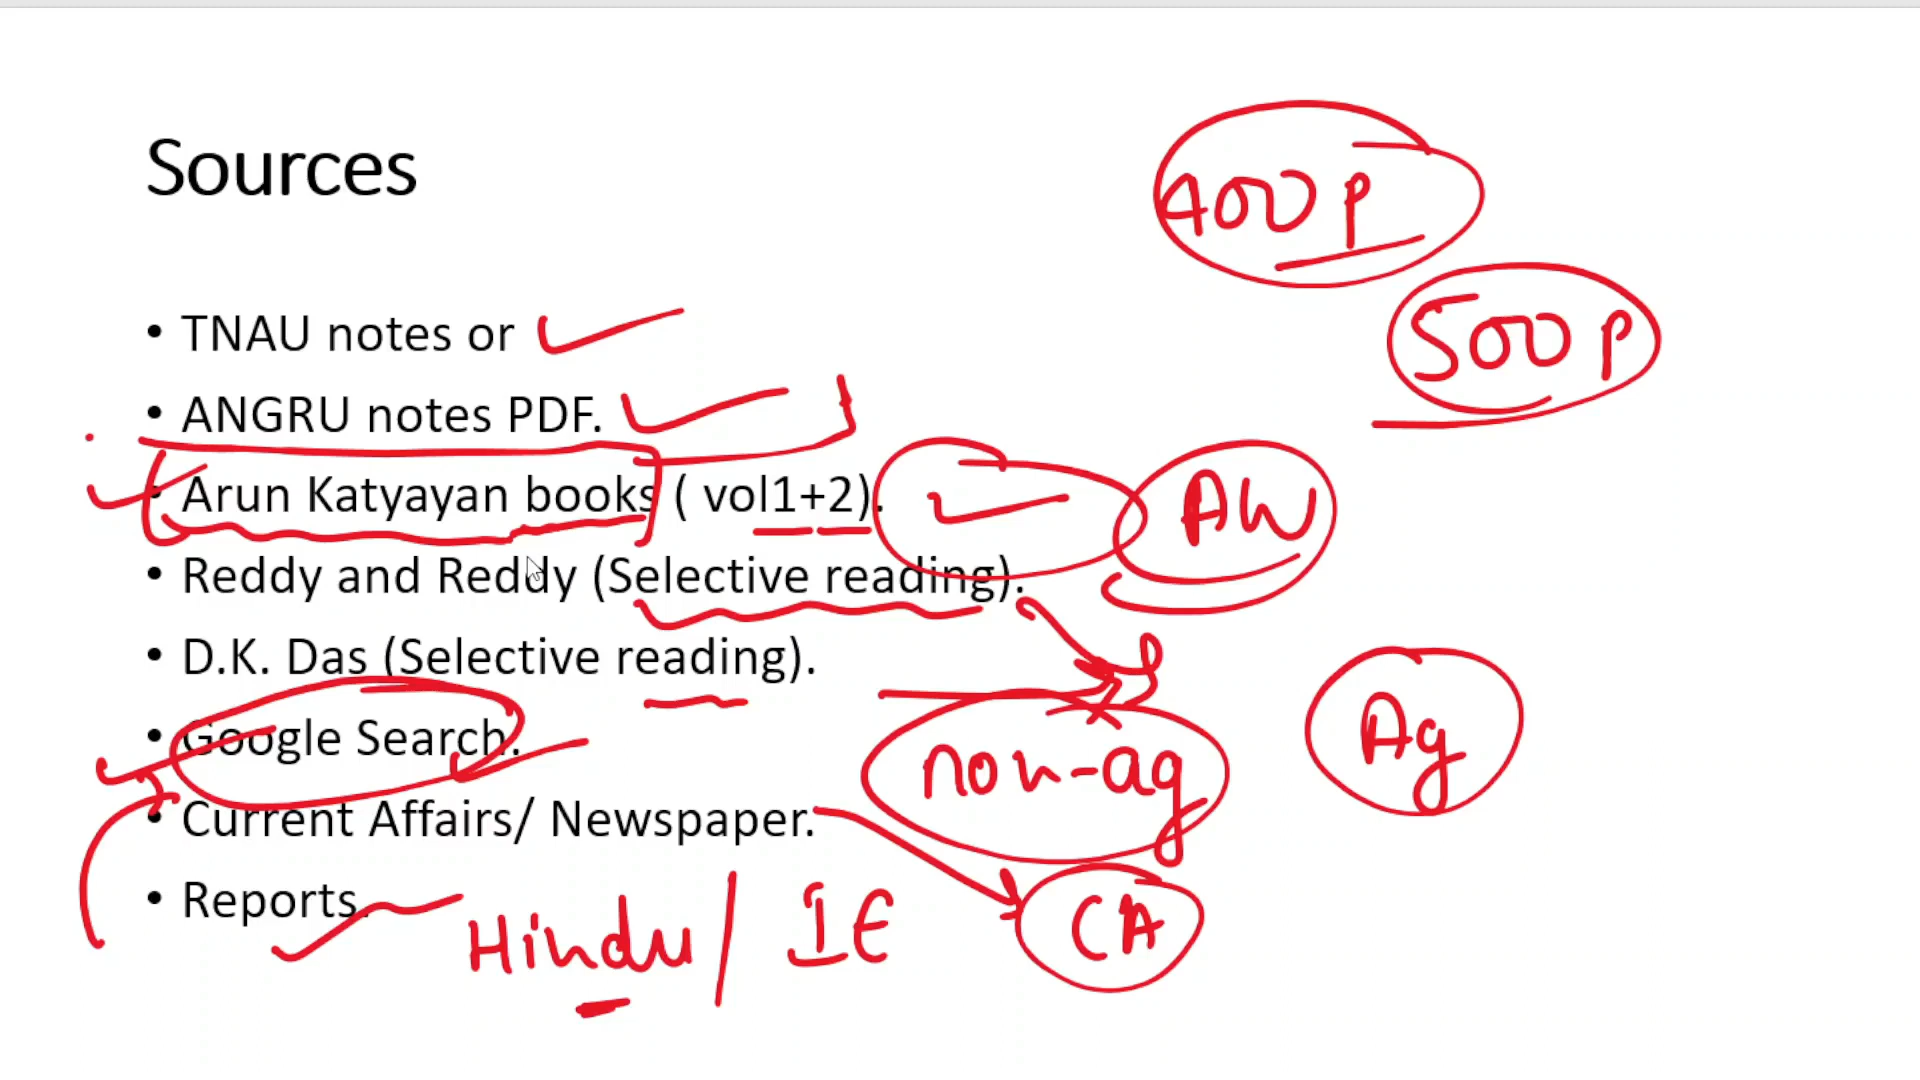 Sources
400 P
500 P
• TNAU notes or
• ANGRU notes PDF.
• Arun Katyayan books ( vol1+2).
AW
• Reddy and Reddy (Selective reading).
• D.K. Das (Selective reading).
• Google Search.
non-ag
Ag
• Current Affairs/ Newspaper.
• Reports.
Hindu / IE
CA